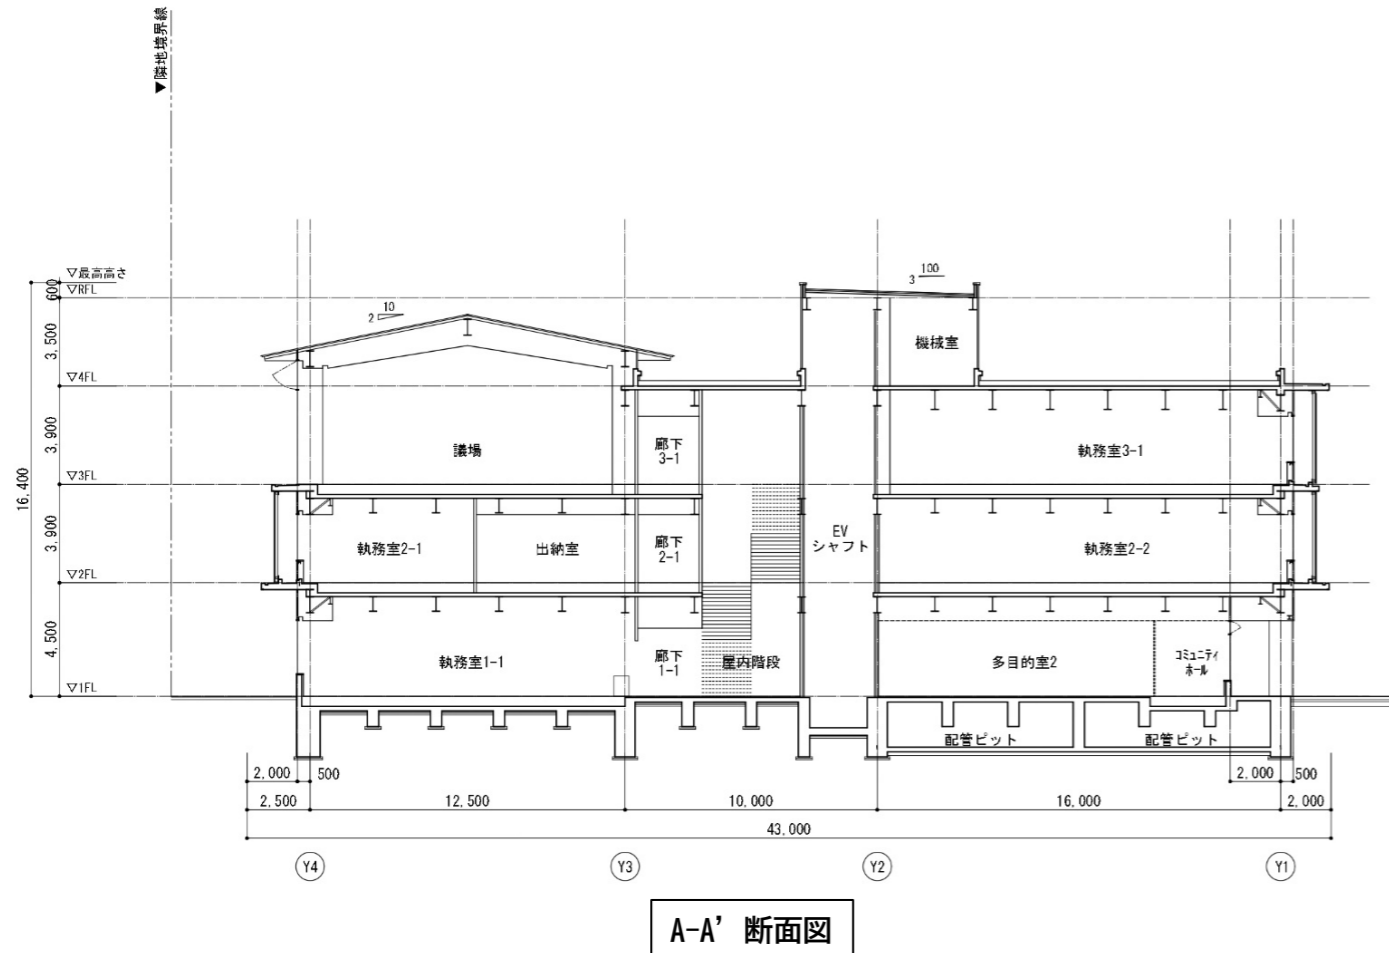 ▼隣地境界線
▽最高高さ
▽RFL
600
100
3
10
2
3,500
機械室
▽4FL
3,900
議場
廊下
3-1
執務室3-1
▽3FL
16,400
3,900
執務室2-1
出納室
廊下
2-1
EV
シャフト
執務室2-2
▽2FL
4,500
執務室1-1
廊下
1-1
屋内階段
多目的室2
コミュニティ
ホール
▽1FL
配管ピット
配管ピット
2,000
500
2,000
500
2,500
12,500
10,000
16,000
2,000
43,000
Y4
Y3
Y2
Y1
A-A’ 断面図